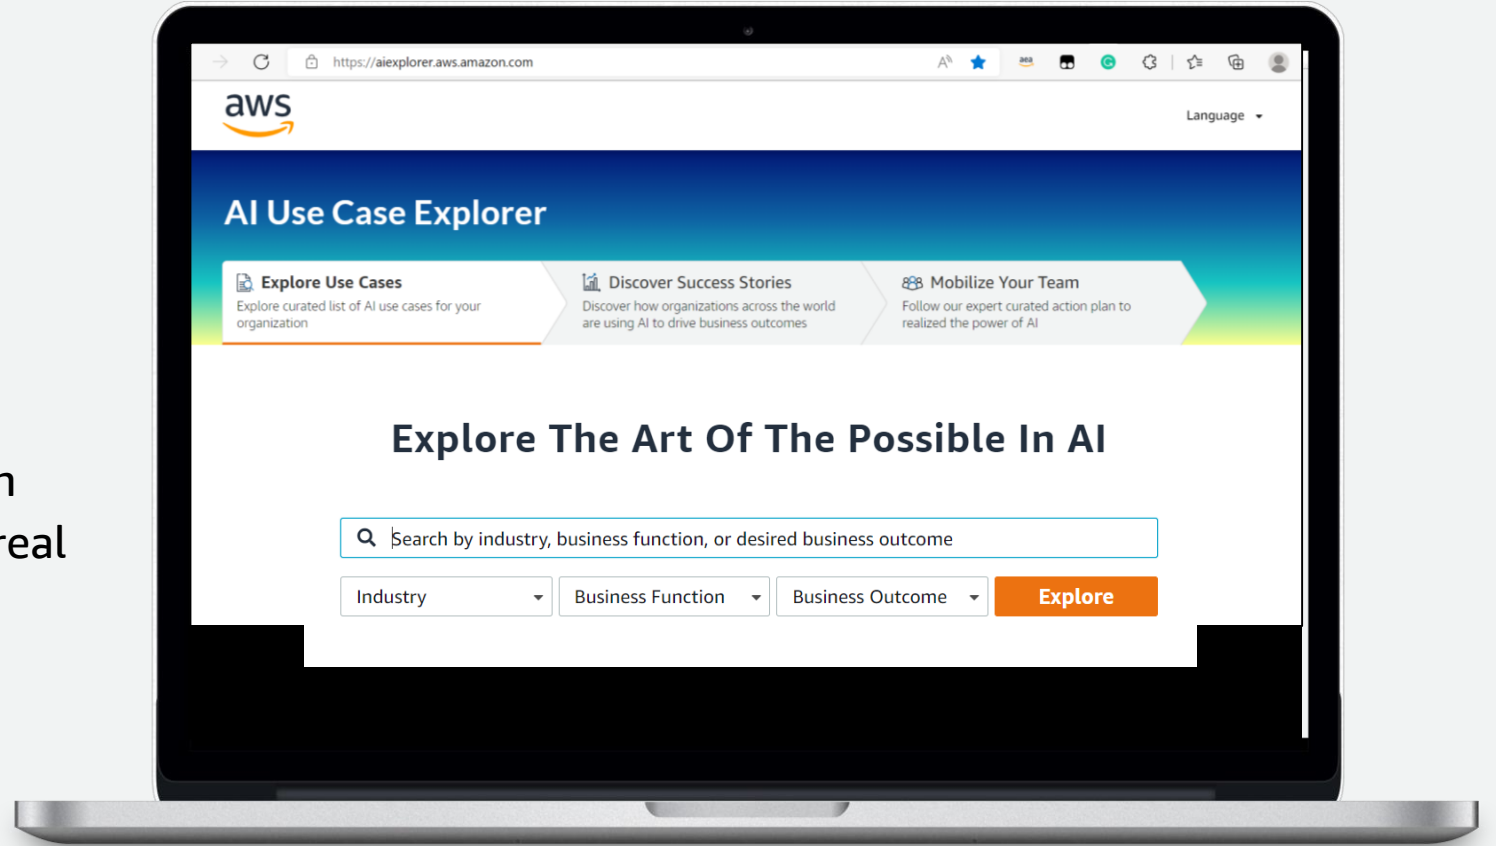 https://aiexplorer.aws.amazon.com
aws
Language
AI Use Case Explorer
Explore Use Cases
Explore curated list of AI use cases for your
organization
Discover Success Stories
Discover how organizations across the world
are using AI to drive business outcomes
Mobilize Your Team
Follow our expert curated action plan to
realized the power of AI
Explore The Art Of The Possible In AI
Search by industry, business function, or desired business outcome
Industry
Business Function
Business Outcome
Explore
real